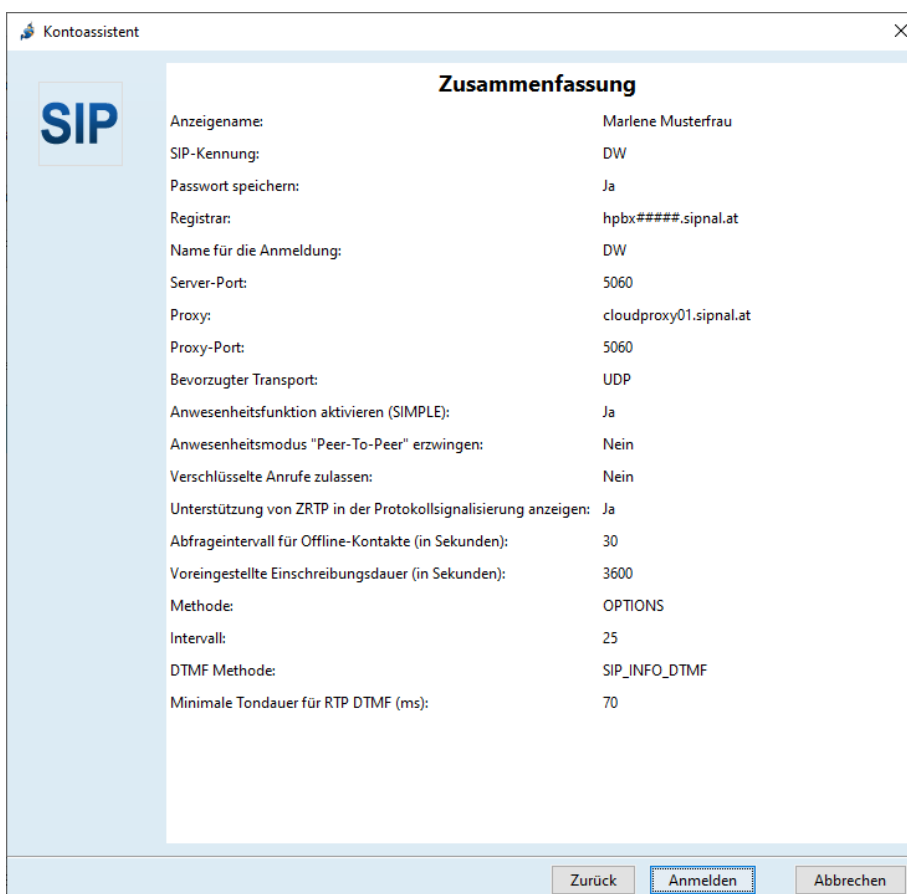 Kontoassistent
SIP
Zusammenfassung
Anzeigename: Marlene Musterfrau
SIP-Kennung: DW
Passwort speichern: Ja
Registrar: hpbx#####.sipnal.at
Name für die Anmeldung: DW
Server-Port: 5060
Proxy: cloudproxy01.sipnal.at
Proxy-Port: 5060
Bevorzugter Transport: UDP
Anwesenheitsfunktion aktivieren (SIMPLE): Ja
Anwesenheitsmodus "Peer-To-Peer" erzwingen: Nein
Verschlüsselte Anrufe zulassen: Nein
Unterstützung von ZRTP in der Protokollsignalisierung anzeigen: Ja
Abfrageintervall für Offline-Kontakte (in Sekunden): 30
Voreingestellte Einschreibungsdauer (in Sekunden): 3600
Methode: OPTIONS
Intervall: 25
DTMF Methode: SIP_INFO_DTMF
Minimale Tondauer für RTP DTMF (ms): 70
Zurück Anmelden Abbrechen